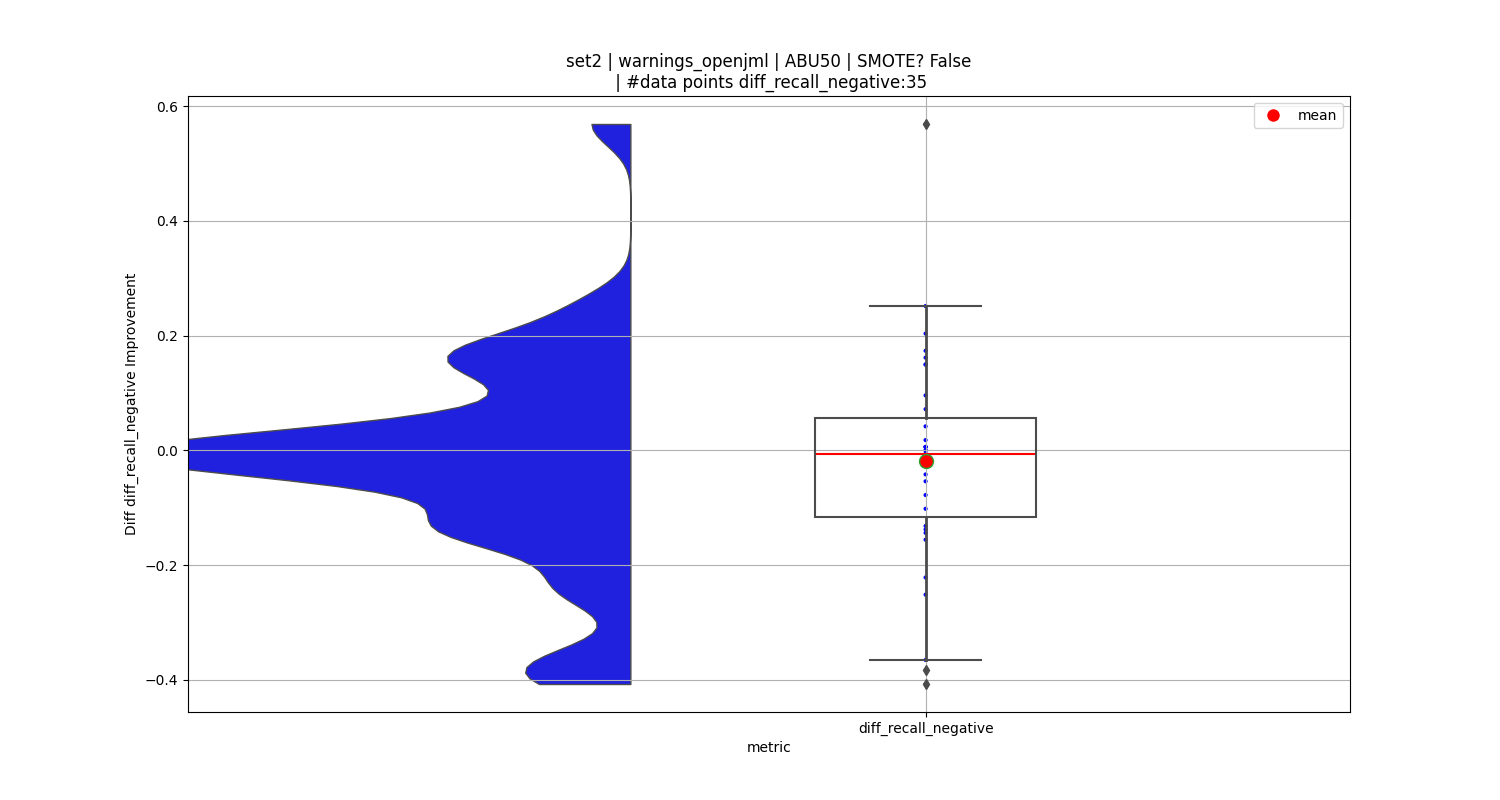 set2 | warnings_openjml | ABU50 | SMOTE? False
| #data points diff_recall_negative:35
mean
0.6
0.4
0.2
0.0
−0.2
−0.4
Diff diff_recall_negative Improvement
diff_recall_negative
metric